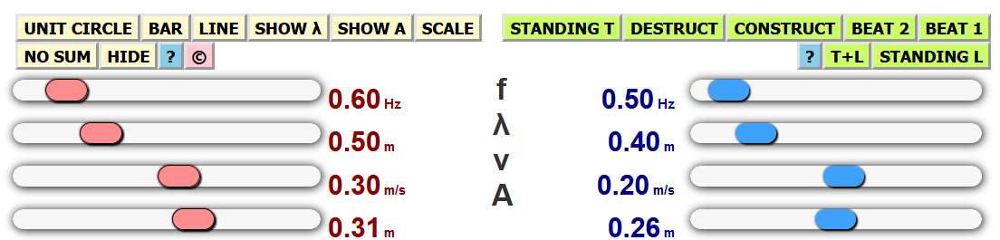 UNIT CIRCLE BAR LINE SHOW λ SHOW A SCALE STANDING T DESTRUCT CONSTRUCT BEAT 2 BEAT 1
NO SUM HIDE ? © ? T+L STANDING L
0.60 Hz f 0.50 Hz
0.50 m λ 0.40 m
0.30 m/s v 0.20 m/s
0.31 m A 0.26 m